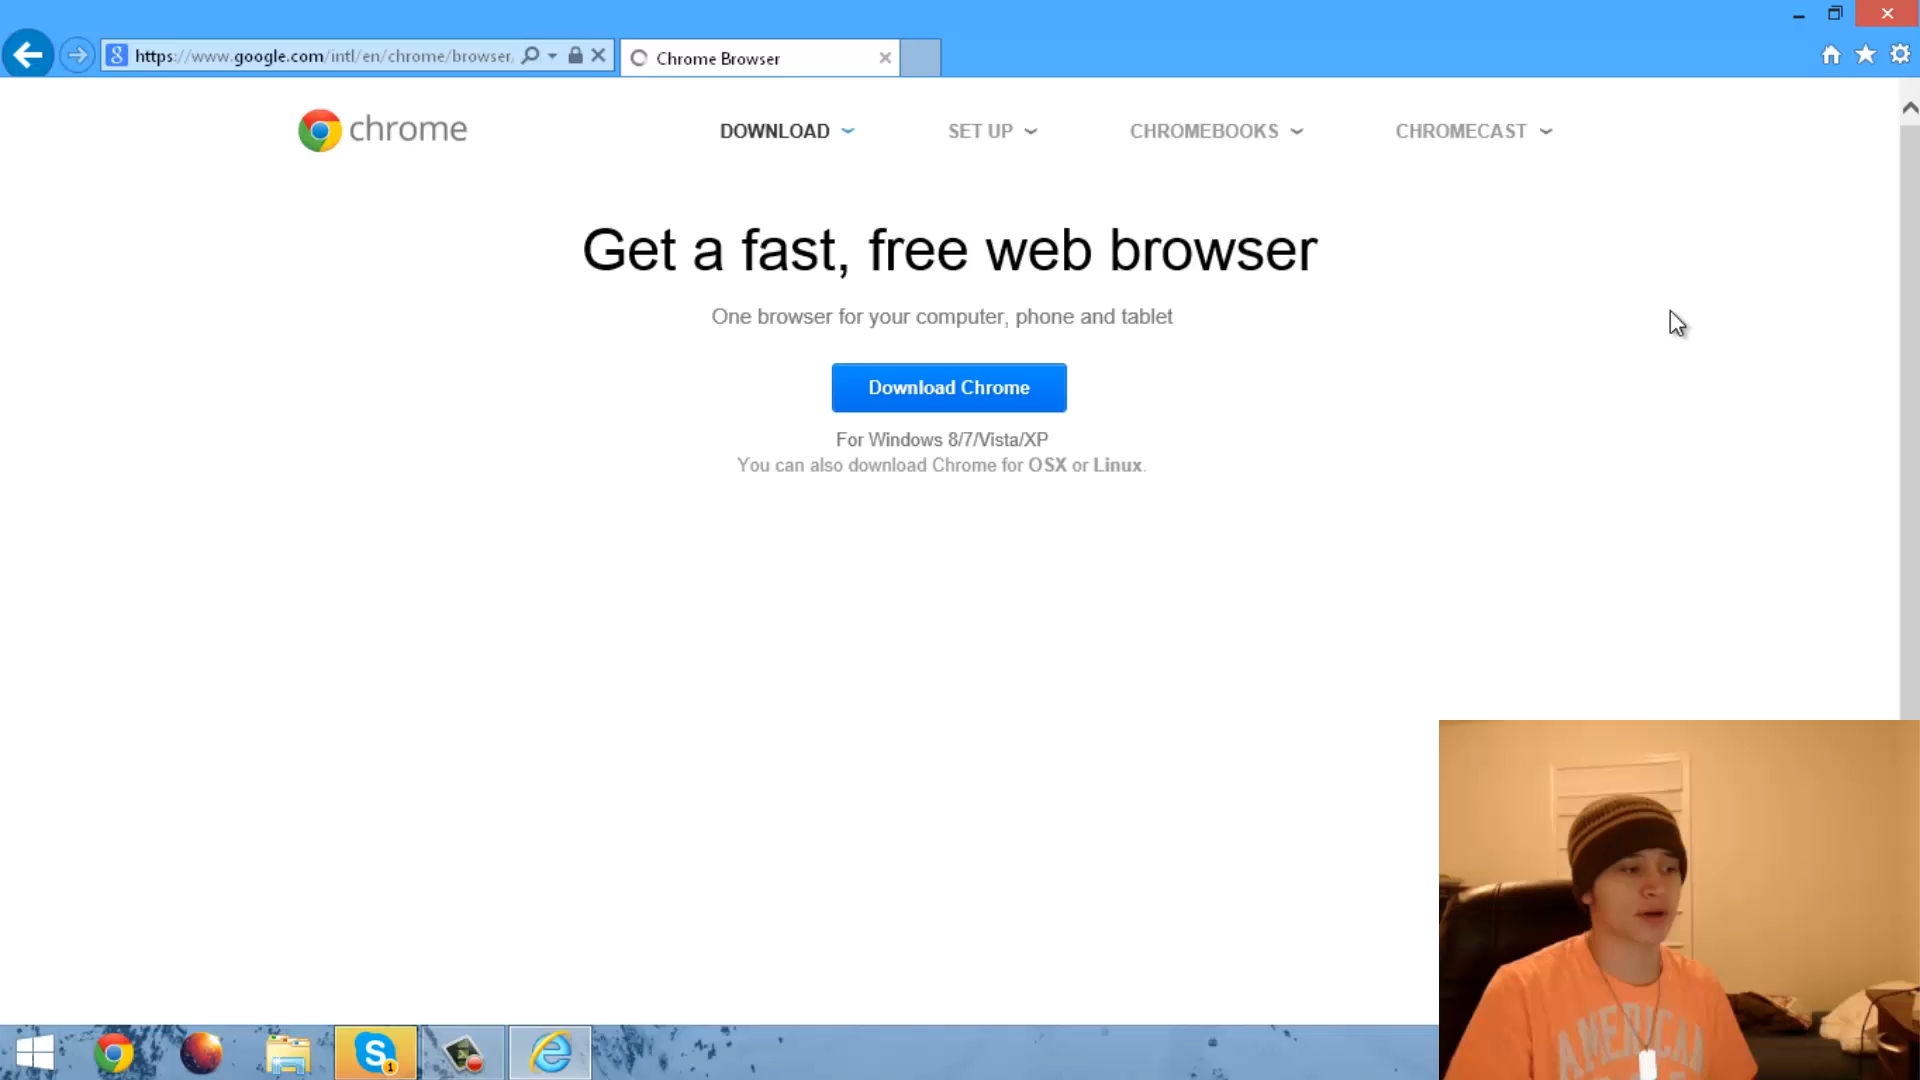 https://www.google.com/intl/en/chrome/browser,
Chrome Browser
chrome
DOWNLOAD
SET UP
CHROMEBOOKS
CHROMECAST
Get a fast, free web browser
One browser for your computer, phone and tablet
Download Chrome
For Windows 8/7/Vista/XP
You can also download Chrome for OSX or Linux.
AMERICAN
S
1